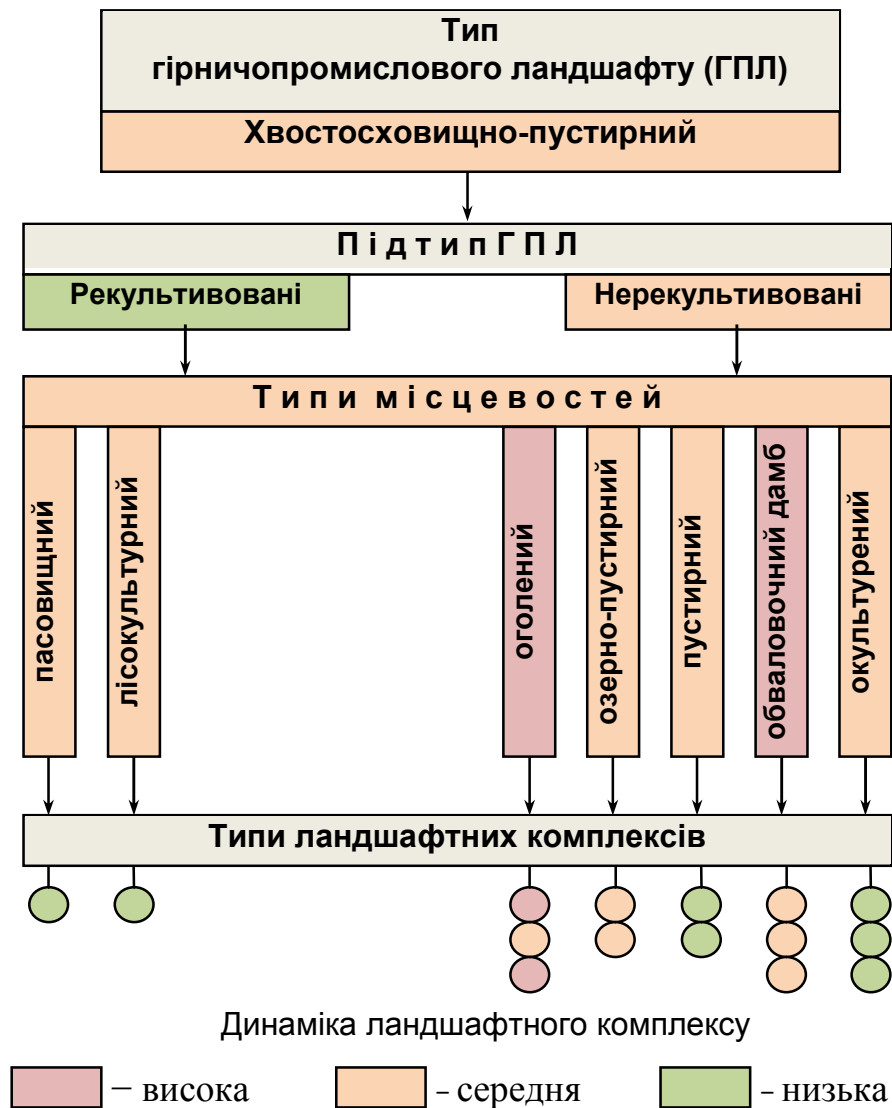 Тип
гірничопромислового ландшафту (ГПЛ)
Хвостосховищно-пустирний
П і д т и п Г П Л
Рекультивовані
Нерекультивовані
Т и п и м і с ц е в о с т е й
пасовищний
лісокультурний
оголений
озерно-пустирний
пустирний
обваловочний дамб
окультурений
Типи ландшафтних комплексів
Динаміка ландшафтного комплексу
– висока
- середня
- низька